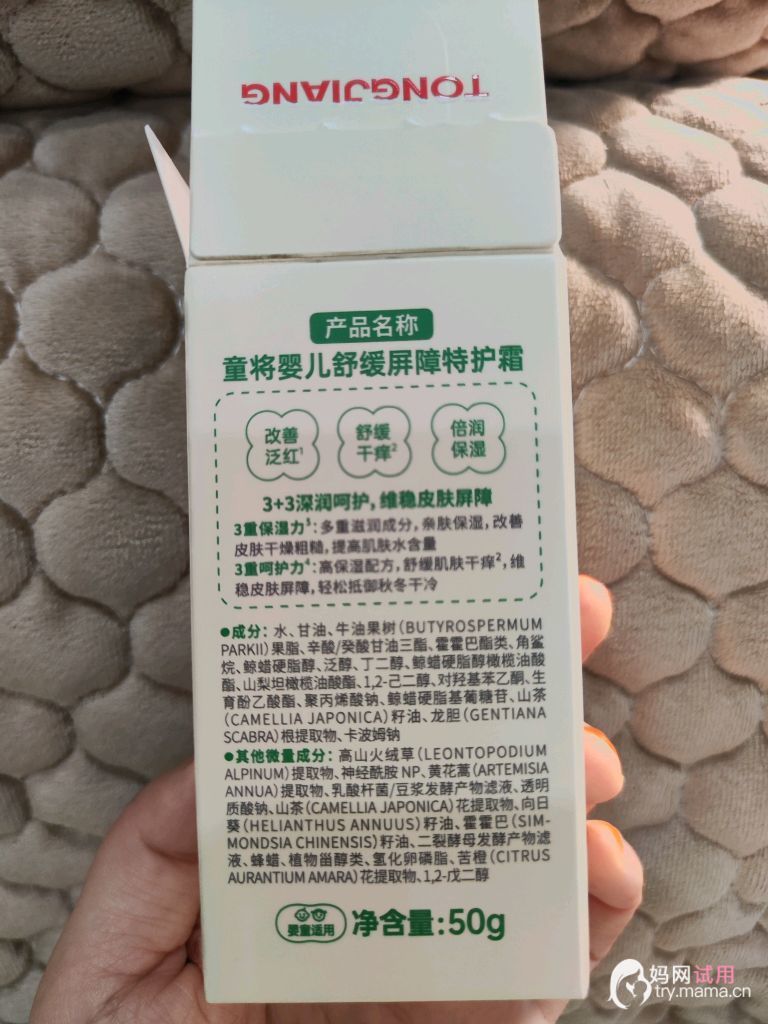 TONGJIANG
产品名称
童将婴儿舒缓屏障特护霜
改善 舒缓 倍润
泛红¹ 干痒² 保湿
3+3深润呵护，维稳皮肤屏障
3重保湿力³：多重滋润成分，亲肤保湿，改善
皮肤干燥粗糙，提高肌肤水含量
3重呵护力⁴：高保湿配方，舒缓肌肤干痒²，维
稳皮肤屏障，轻松抵御秋冬干冷
●成分：水、甘油、牛油果树（BUTYROSPERMUM
PARKII）果脂、辛酸/癸酸甘油三酯、霍霍巴酯类、角鲨
烷、鲸蜡硬脂醇、泛醇、丁二醇、鲸蜡硬脂醇橄榄油酸
酯、山梨坦橄榄油酸酯、1,2-己二醇、对羟基苯乙酮、生
育酚乙酸酯、聚丙烯酸钠、鲸蜡硬脂基葡糖苷、山茶
（CAMELLIA JAPONICA）籽油、龙胆（GENTIANA
SCABRA）根提取物、卡波姆钠
●其他微量成分：高山火绒草（LEONTOPODIUM
ALPINUM）提取物、神经酰胺 NP、黄花蒿（ARTEMISIA
ANNUA）提取物、乳酸杆菌/豆浆发酵产物滤液、透明
质酸钠、山茶（CAMELLIA JAPONICA）花提取物、向日
葵（HELIANTHUS ANNUUS）籽油、霍霍巴（SIM-
MONDSIA CHINENSIS）籽油、二裂酵母发酵产物滤
液、蜂蜡、植物甾醇类、氢化卵磷脂、苦橙（CITRUS
AURANTIUM AMARA）花提取物、1,2-戊二醇
婴童适用 净含量：50g
妈网试用
try.mama.cn